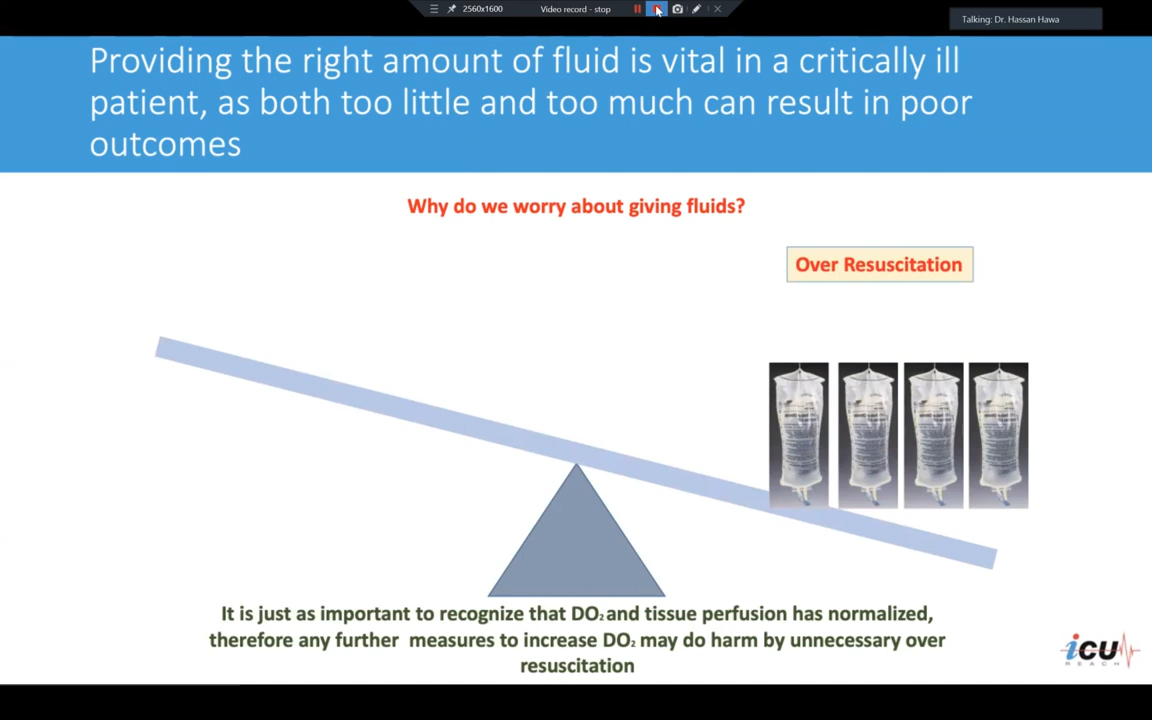 2560x1600
Video record - stop
Talking: Dr. Hassan Hawa
Providing the right amount of fluid is vital in a critically ill
patient, as both too little and too much can result in poor
outcomes
Why do we worry about giving fluids?
Over Resuscitation
It is just as important to recognize that DO₂ and tissue perfusion has normalized,
therefore any further measures to increase DO₂ may do harm by unnecessary over
resuscitation
iCU
REACH